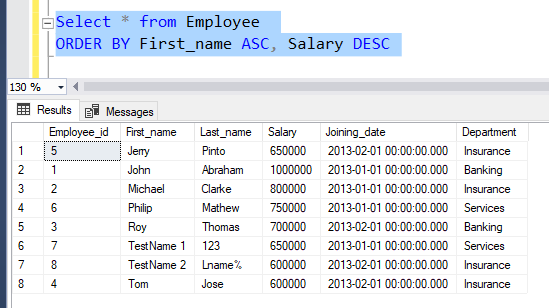 Select * from Employee
ORDER BY First_name ASC, Salary DESC
130 %
Results Messages
Employee_id First_name Last_name Salary Joining_date Department
1 5 Jerry Pinto 650000 2013-02-01 00:00:00.000 Insurance
2 1 John Abraham 1000000 2013-01-01 00:00:00.000 Banking
3 2 Michael Clarke 800000 2013-01-01 00:00:00.000 Insurance
4 6 Philip Mathew 750000 2013-01-01 00:00:00.000 Services
5 3 Roy Thomas 700000 2013-02-01 00:00:00.000 Banking
6 7 TestName 1 123 650000 2013-01-01 00:00:00.000 Services
7 8 TestName 2 Lname% 600000 2013-02-01 00:00:00.000 Insurance
8 4 Tom Jose 600000 2013-02-01 00:00:00.000 Insurance